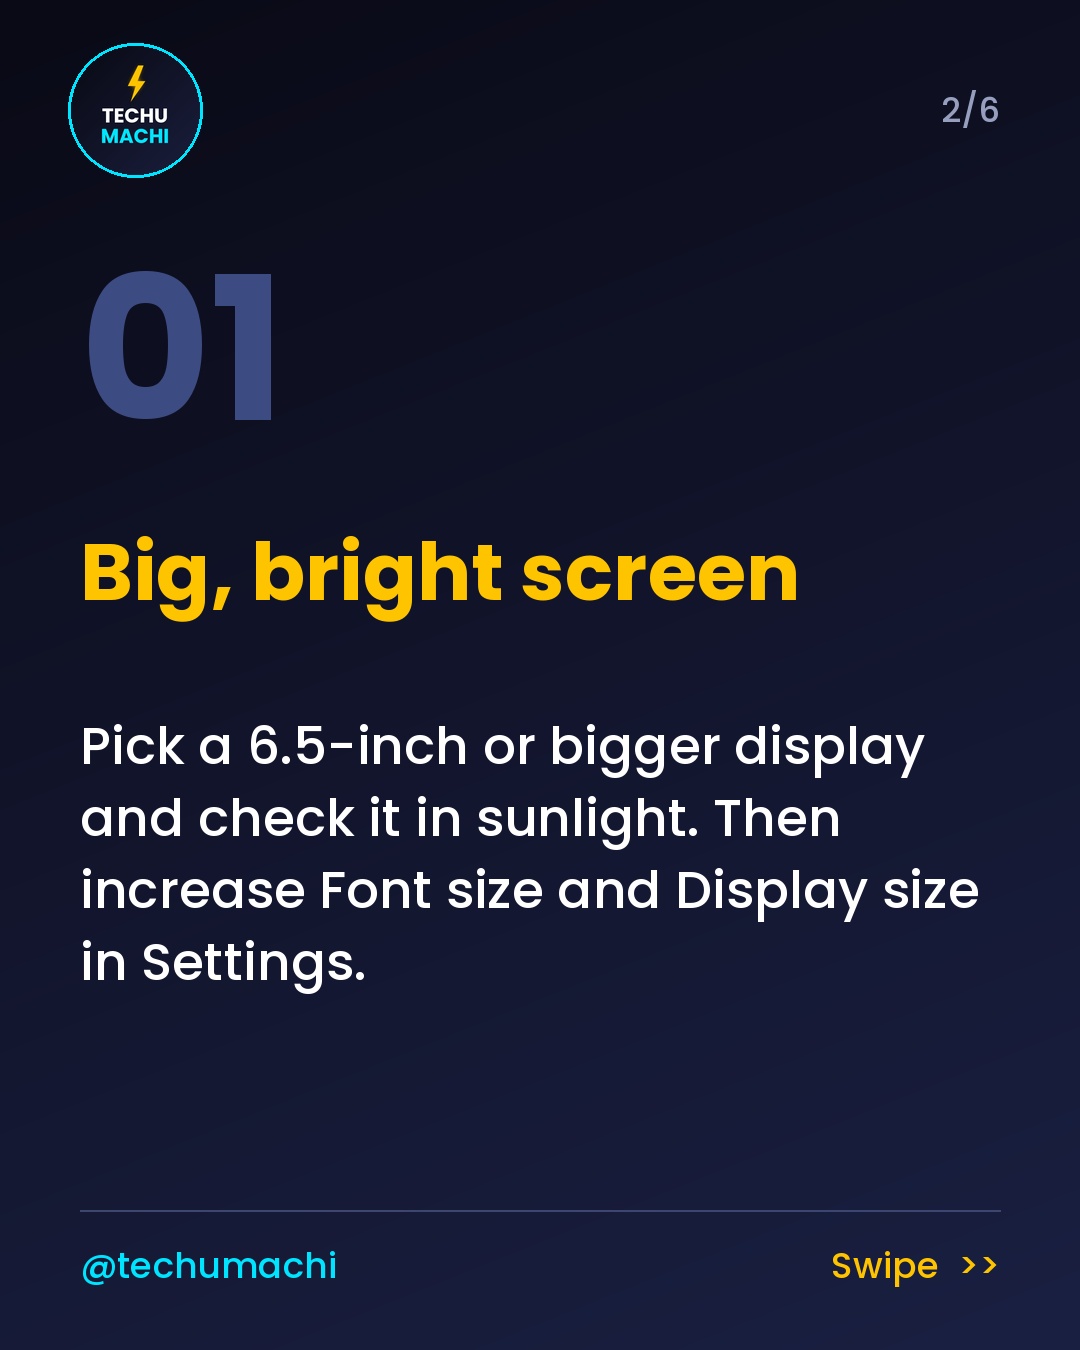 TECHU
MACHI
2/6
01
Big, bright screen
Pick a 6.5-inch or bigger display
and check it in sunlight. Then
increase Font size and Display size
in Settings.
@techumachi
Swipe >>